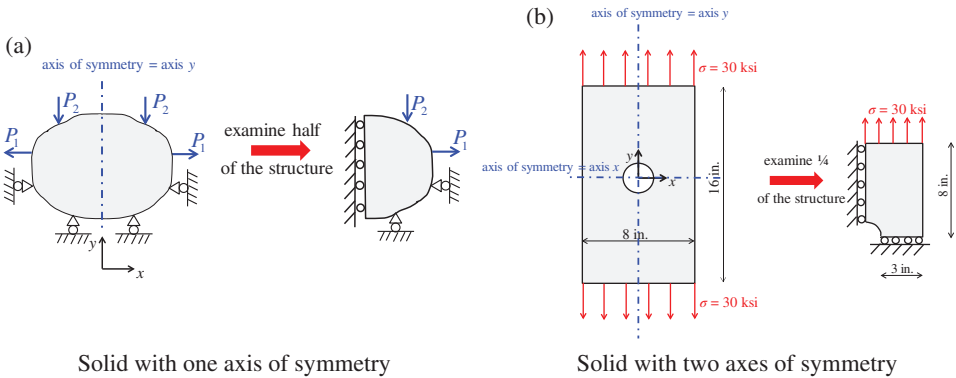 (a)
axis of symmetry = axis y
P₂
P₂
P₁
P₁
y
x
examine half
of the structure
P₂
P₁
Solid with one axis of symmetry
(b)
axis of symmetry = axis y
σ = 30 ksi
axis of symmetry = axis x
y
x
16 in.
8 in.
σ = 30 ksi
examine ¼
of the structure
σ = 30 ksi
8 in.
3 in.
Solid with two axes of symmetry